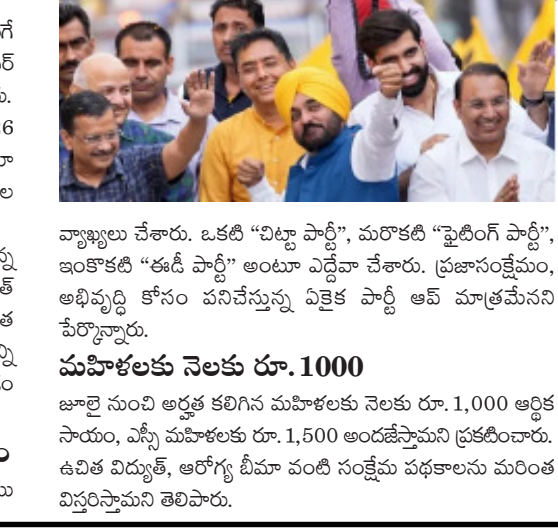 గే
ర్
ు.
26
ూ
ల
న్న
త్
త
న్ని
ం
ం
ు
వ్యాఖ్యలు చేశారు. ఒకటి “చిట్టా పార్టీ”, మరొకటి “ఫైటింగ్ పార్టీ”,
ఇంకొకటి “ఈడీ పార్టీ” అంటూ ఎద్దేవా చేశారు. ప్రజాసంక్షేమం,
అభివృద్ధి కోసం పనిచేస్తున్న ఏకైక పార్టీ ఆప్ మాత్రమేనని
పేర్కొన్నారు.
మహిళలకు నెలకు రూ.1000
జూలై నుంచి అర్హత కలిగిన మహిళలకు నెలకు రూ.1,000 ఆర్థిక
సాయం, ఎస్సీ మహిళలకు రూ.1,500 అందజేస్తామని ప్రకటించారు.
ఉచిత విద్యుత్, ఆరోగ్య బీమా వంటి సంక్షేమ పథకాలను మరింత
విస్తరిస్తామని తెలిపారు.